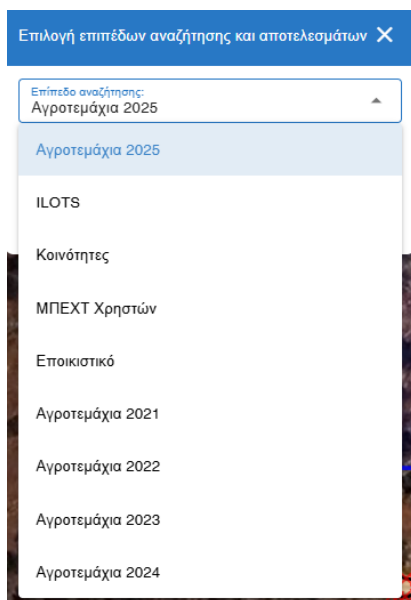 Επιλογή επιπέδων αναζήτησης και αποτελεσμάτων
Επίπεδο αναζήτησης:
Αγροτεμάχια 2025
Αγροτεμάχια 2025
ILOTS
Κοινότητες
ΜΠΕΧΤ Χρηστών
Εποικιστικό
Αγροτεμάχια 2021
Αγροτεμάχια 2022
Αγροτεμάχια 2023
Αγροτεμάχια 2024